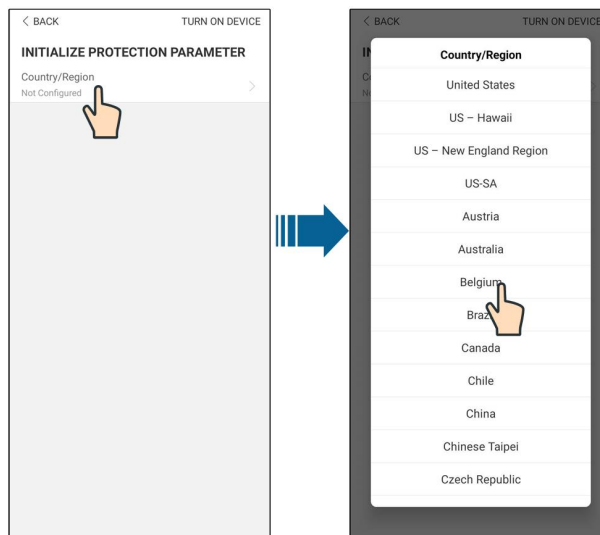 < BACK TURN ON DEVICE
INITIALIZE PROTECTION PARAMETER
Country/Region
Not Configured
< BACK TURN ON DEVICE
Country/Region
United States
US – Hawaii
US – New England Region
US-SA
Austria
Australia
Belgium
Canada
Chile
China
Chinese Taipei
Czech Republic